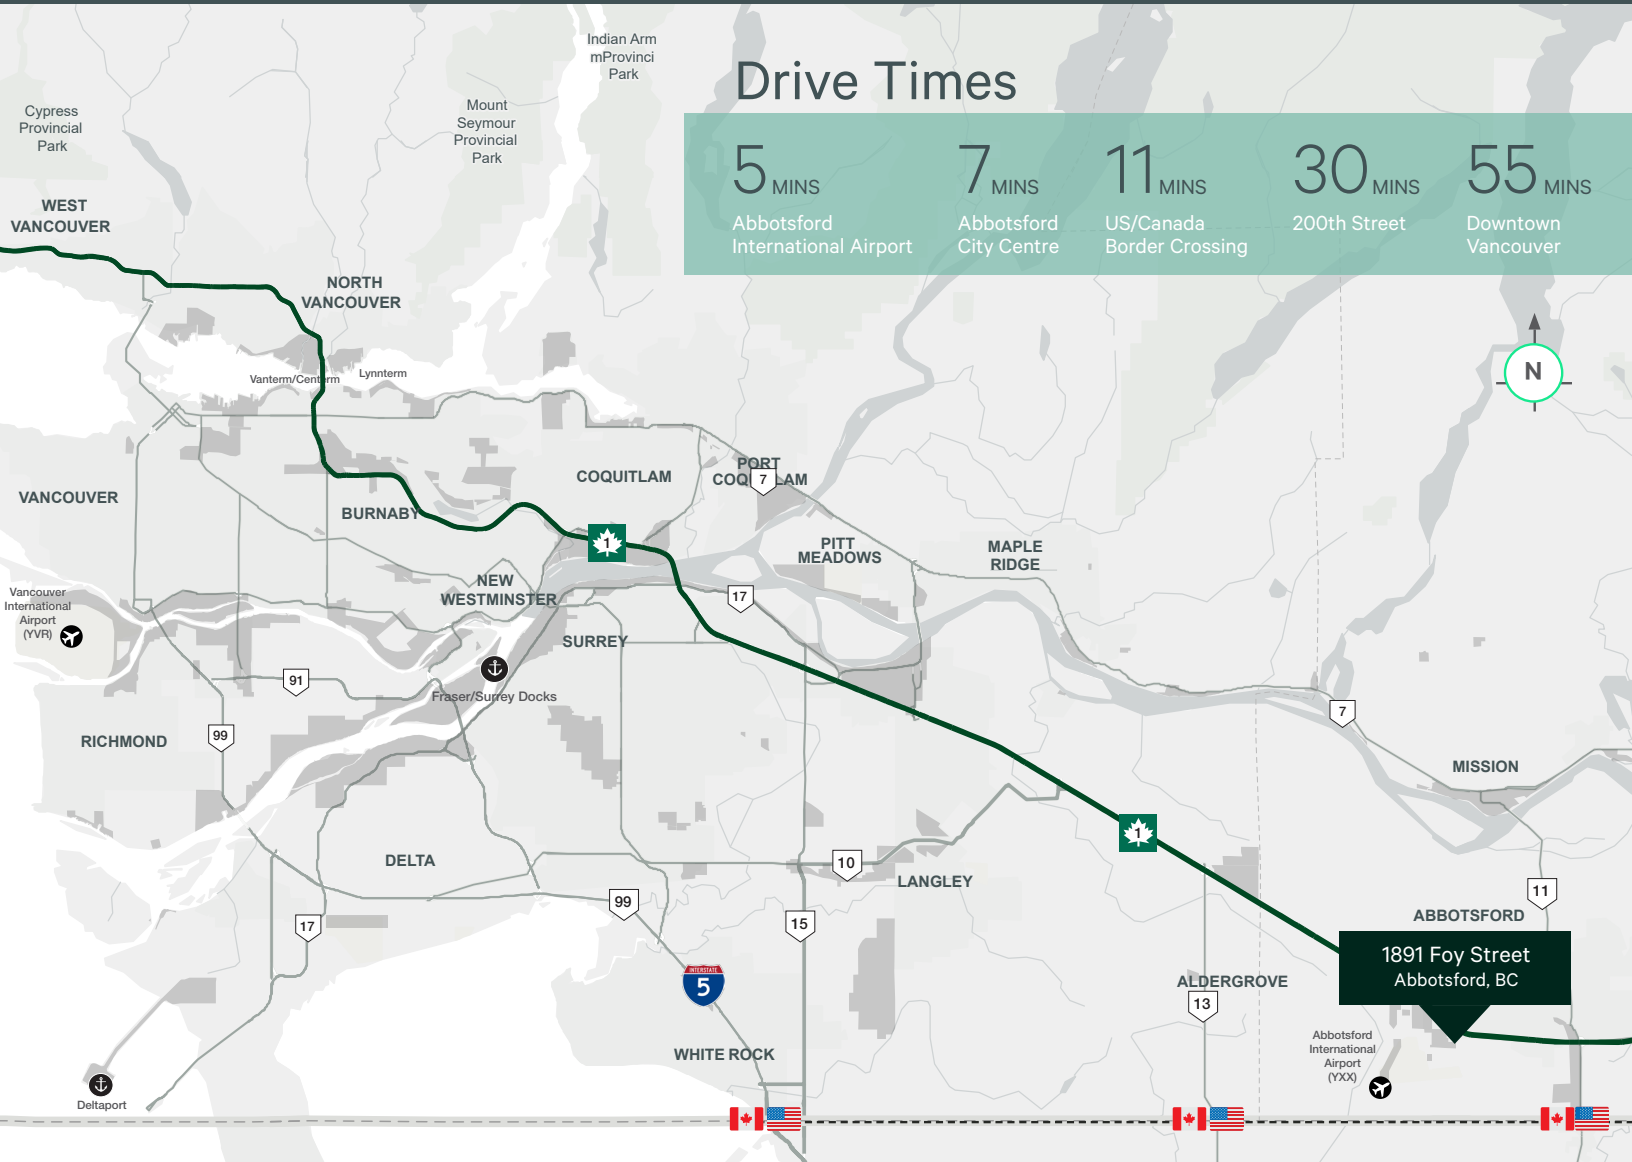 Drive Times
5 MINS
Abbotsford
International Airport
7 MINS
Abbotsford
City Centre
11 MINS
US/Canada
Border Crossing
30 MINS
200th Street
55 MINS
Downtown
Vancouver
Indian Arm
mProvinci
Park
Mount
Seymour
Provincial
Park
Cypress
Provincial
Park
WEST
VANCOUVER
NORTH
VANCOUVER
N
Vanterm/Centerm
Lynnterm
VANCOUVER
BURNABY
COQUITLAM
PORT
COQUITLAM
7
1
PITT
MEADOWS
MAPLE
RIDGE
NEW
WESTMINSTER
17
Vancouver
International
Airport
(YVR)
SURREY
91
Fraser/Surrey Docks
RICHMOND
99
7
MISSION
1
DELTA
10
LANGLEY
99
15
17
11
ABBOTSFORD
1891 Foy Street
Abbotsford, BC
INTERSTATE
5
ALDERGROVE
13
WHITE ROCK
Abbotsford
International
Airport
(YXX)
Deltaport